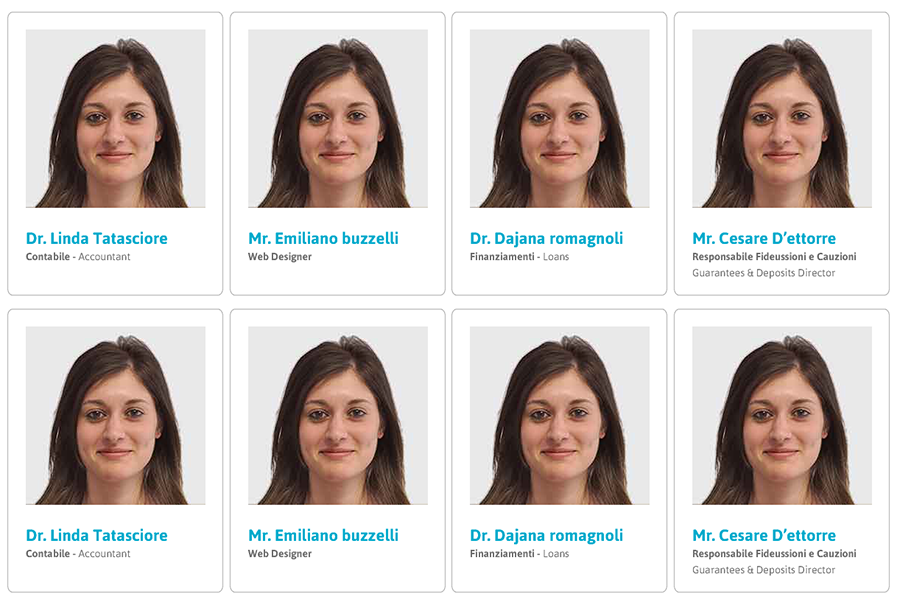 Dr. Linda Tatasciore
Contabile - Accountant
Mr. Emiliano buzzelli
Web Designer
Dr. Dajana romagnoli
Finanziamenti - Loans
Mr. Cesare D’ettorre
Responsabile Fideussioni e Cauzioni
Guarantees & Deposits Director
Dr. Linda Tatasciore
Contabile - Accountant
Mr. Emiliano buzzelli
Web Designer
Dr. Dajana romagnoli
Finanziamenti - Loans
Mr. Cesare D’ettorre
Responsabile Fideussioni e Cauzioni
Guarantees & Deposits Director